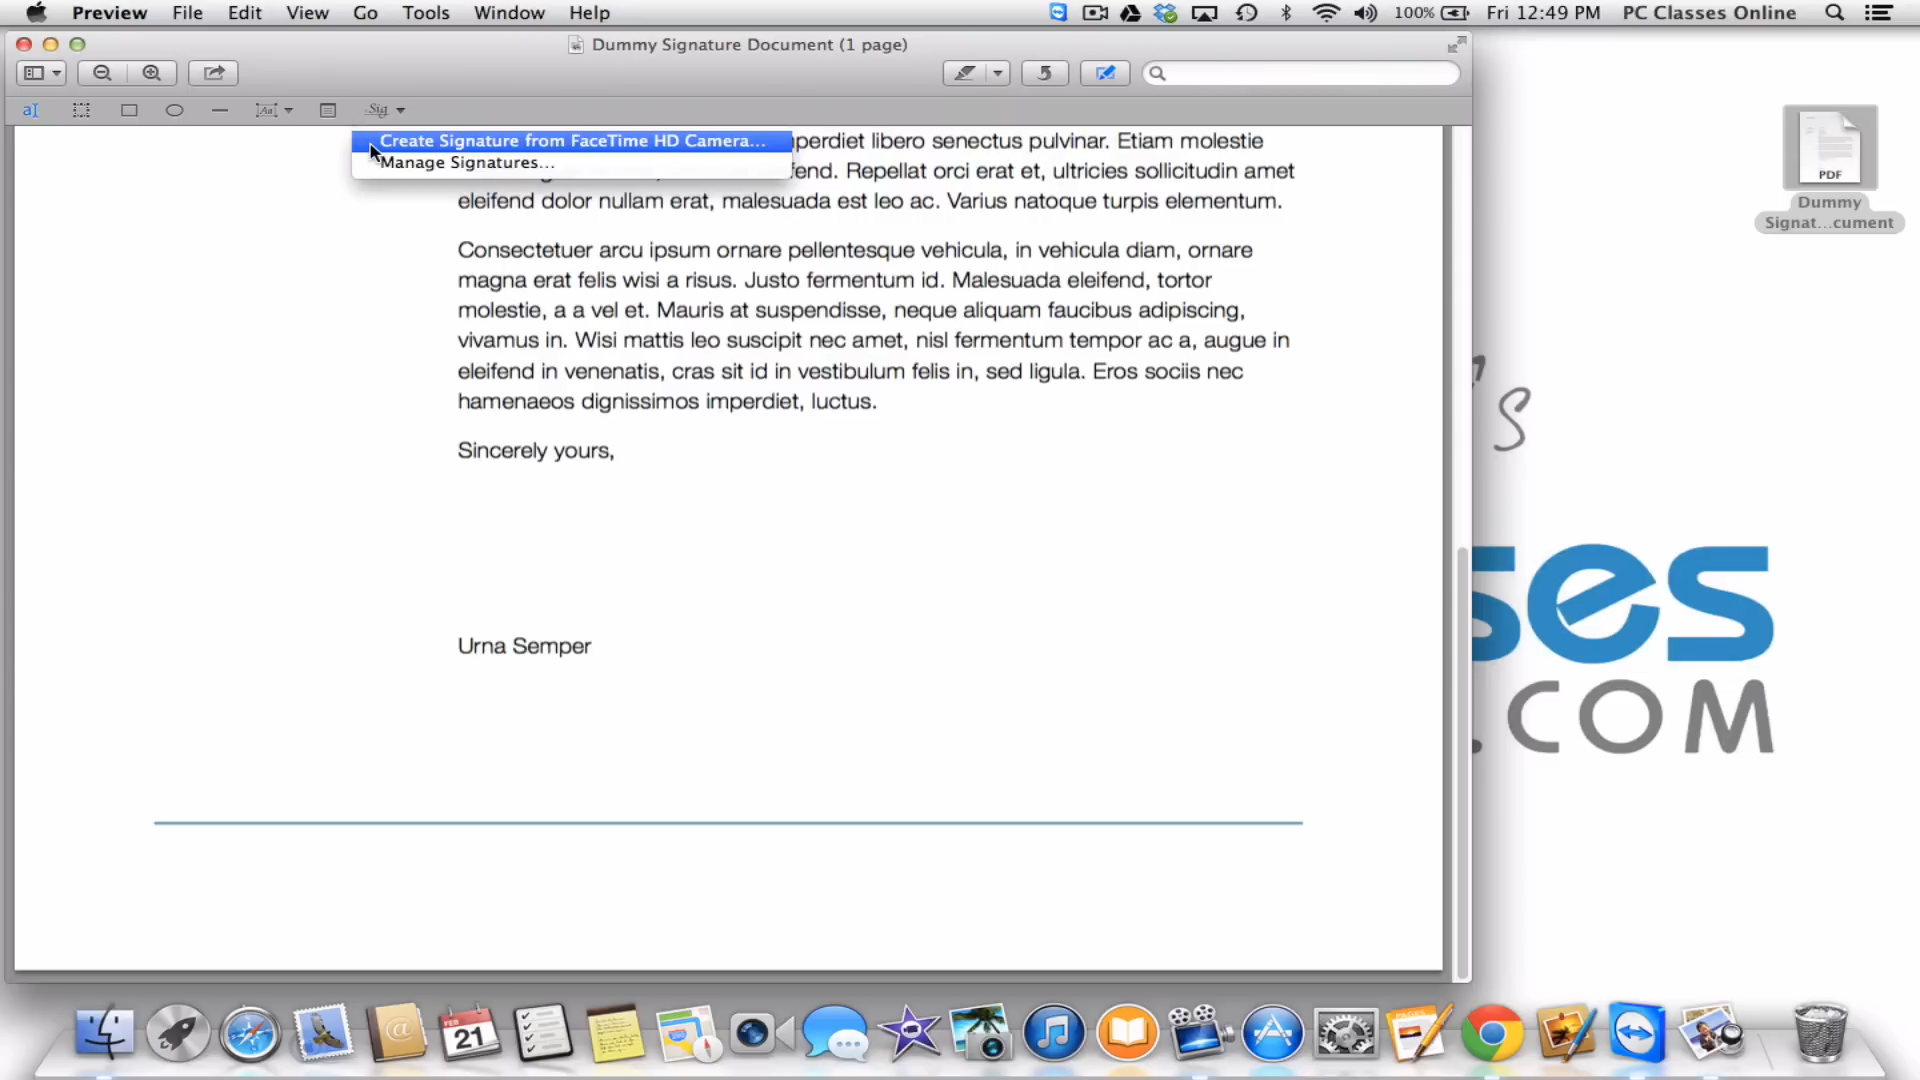 Preview File Edit View Go Tools Window Help 100% Fri 12:49 PM PC Classes Online
Dummy Signature Document (1 page)
aI Aa Sig
Create Signature from FaceTime HD Camera...
Manage Signatures...
perdiet libero senectus pulvinar. Etiam molestie
fend. Repellat orci erat et, ultricies sollicitudin amet
eleifend dolor nullam erat, malesuada est leo ac. Varius natoque turpis elementum.
Consectetuer arcu ipsum ornare pellentesque vehicula, in vehicula diam, ornare
magna erat felis wisi a risus. Justo fermentum id. Malesuada eleifend, tortor
molestie, a a vel et. Mauris at suspendisse, neque aliquam faucibus adipiscing,
vivamus in. Wisi mattis leo suscipit nec amet, nisl fermentum tempor ac a, augue in
eleifend in venenatis, cras sit id in vestibulum felis in, sed ligula. Eros sociis nec
hamenaeos dignissimos imperdiet, luctus.
Sincerely yours,
Urna Semper
PDF
Dummy
Signat...cument
's
ses
.COM
FEB
21
PAGES